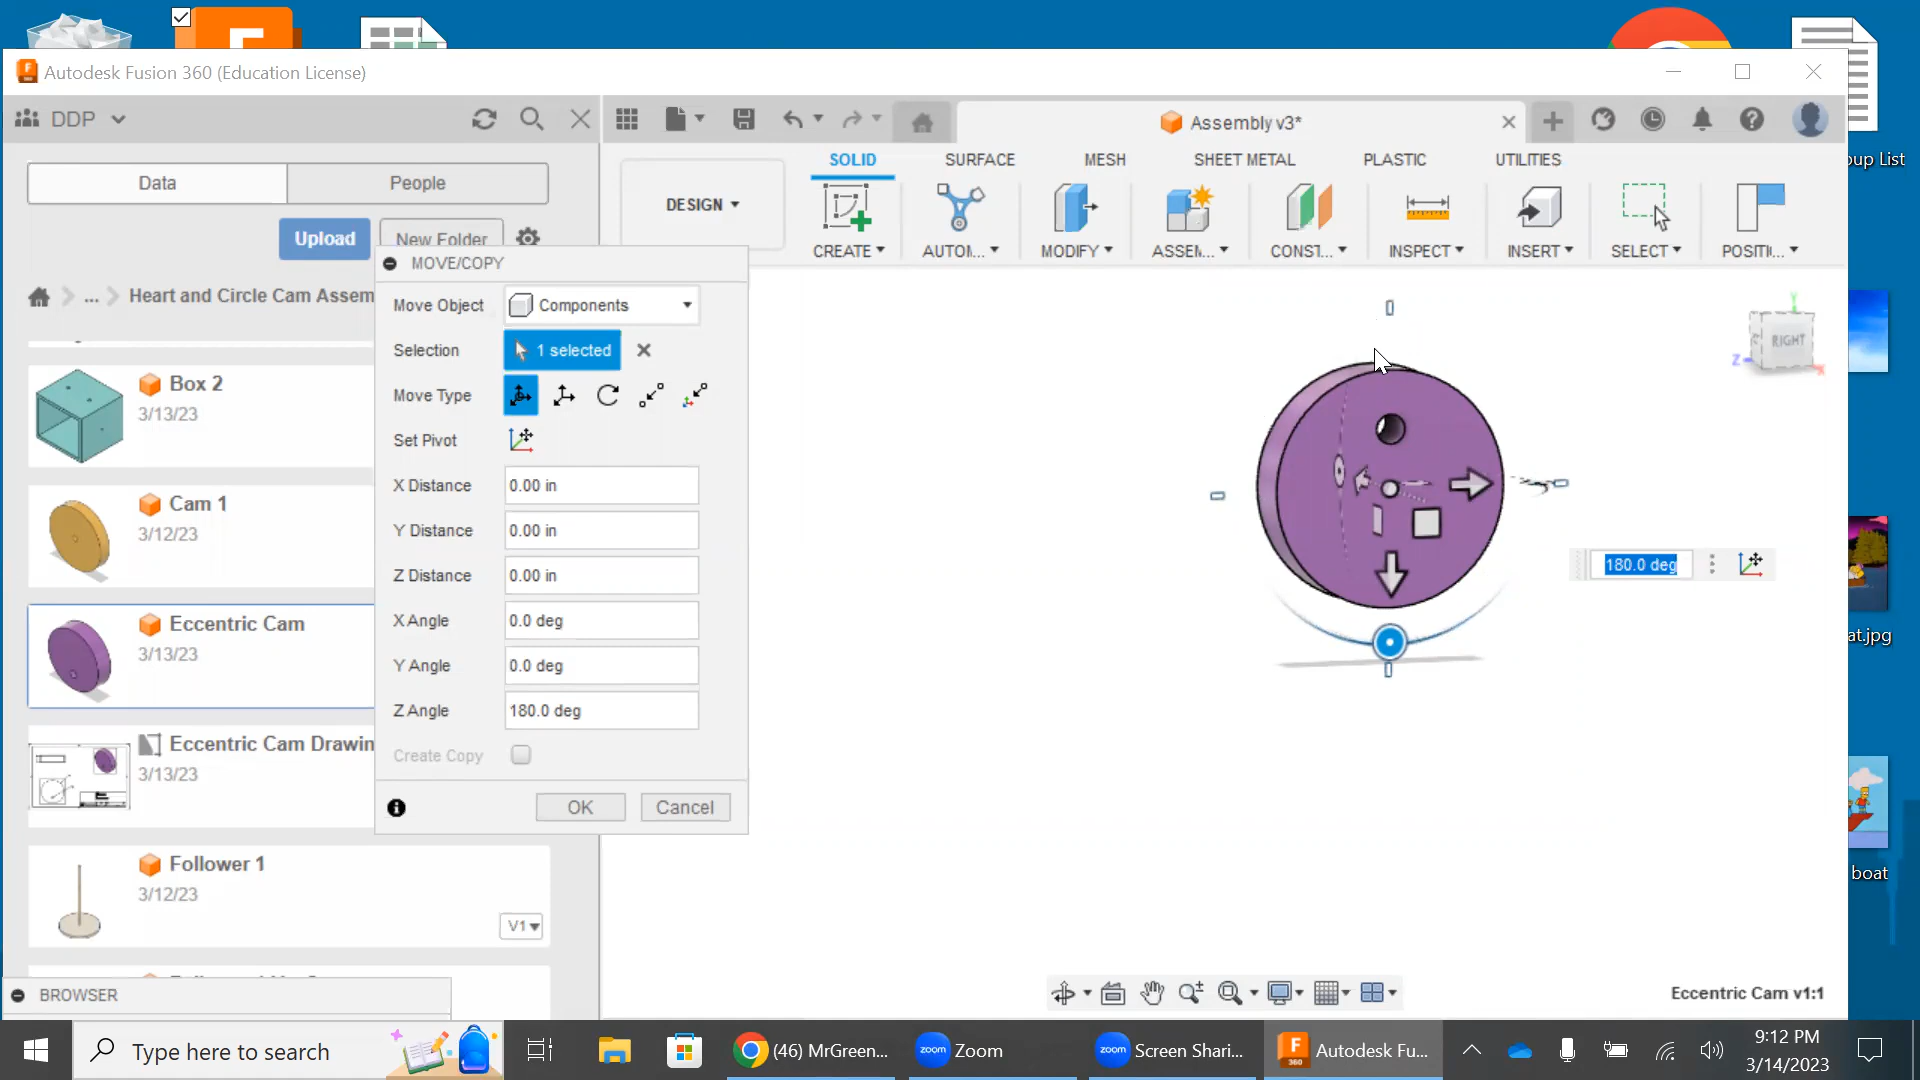 Autodesk Fusion 360 (Education License)
DDP
Assembly v3*
Data
People
SOLID
SURFACE
MESH
SHEET METAL
PLASTIC
UTILITIES
oup List
Upload
New Folder
DESIGN
CREATE
AUTOM...
MODIFY
ASSEM...
CONST...
INSPECT
INSERT
SELECT
POSITI...
... Heart and Circle Cam Assem
Box 2
3/13/23
Cam 1
3/12/23
Eccentric Cam
3/13/23
Eccentric Cam Drawin
3/13/23
Follower 1
3/12/23
V1
BROWSER
MOVE/COPY
Move Object
Components
Selection
1 selected
Move Type
Set Pivot
X Distance
0.00 in
Y Distance
0.00 in
Z Distance
0.00 in
X Angle
0.0 deg
Y Angle
0.0 deg
Z Angle
180.0 deg
Create Copy
OK
Cancel
Y
RIGHT
Z
X
180.0 deg
at.jpg
boat
Eccentric Cam v1:1
Type here to search
(46) MrGreen...
zoom
Zoom
zoom
Screen Shari...
F
360
Autodesk Fu...
9:12 PM
3/14/2023